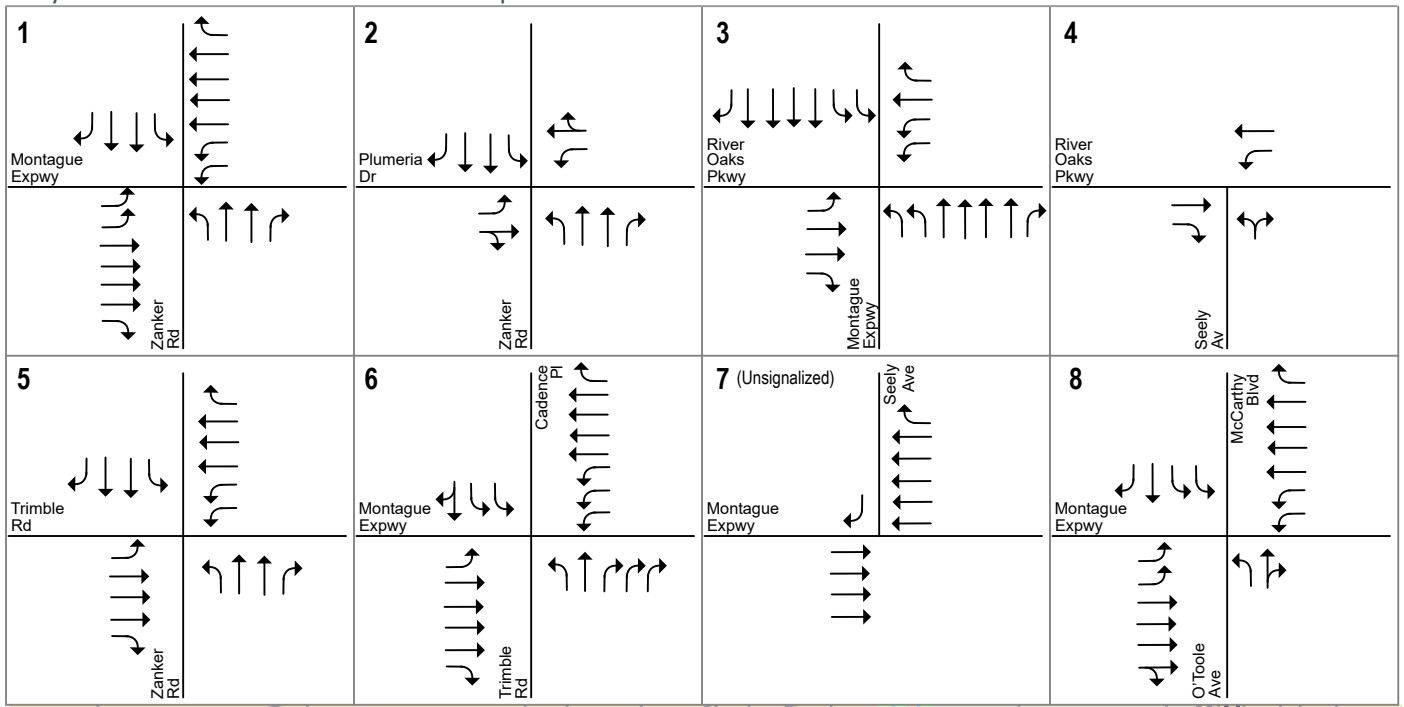 1
Montague
Expwy
Zanker
Rd
2
Plumeria
Dr
Zanker
Rd
3
River
Oaks
Pkwy
Montague
Expwy
4
River
Oaks
Pkwy
Seely
Av
5
Trimble
Rd
Zanker
Rd
6
Cadence
Pl
Montague
Expwy
Trimble
Rd
7 (Unsignalized)
Seely
Ave
Montague
Expwy
8
McCarthy
Blvd
Montague
Expwy
O'Toole
Ave